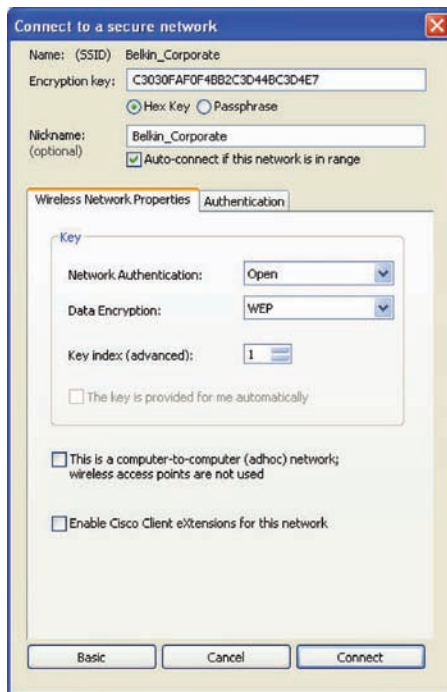 Connect to a secure network
Name: (SSID) Belkin_Corporate
Encryption key: C3030FAF0F4BB2C3D44BC3D4E7
Hex Key Passphrase
Nickname: Belkin_Corporate
(optional)
Auto-connect if this network is in range
Wireless Network Properties Authentication
Key
Network Authentication: Open
Data Encryption: WEP
Key index (advanced): 1
The key is provided for me automatically
This is a computer-to-computer (adhoc) network;
wireless access points are not used
Enable Cisco Client eXtensions for this network
Basic Cancel Connect